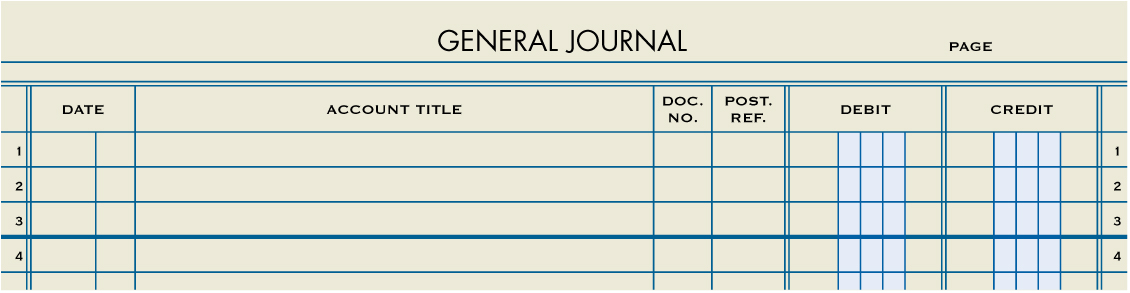 GENERAL JOURNAL
PAGE
DATE ACCOUNT TITLE DOC. NO. POST. REF. DEBIT CREDIT
1 1
2 2
3 3
4 4